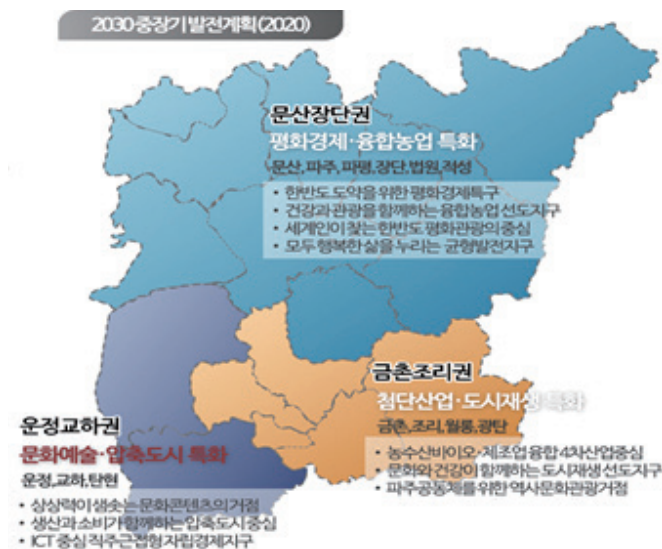 2030 중장기 발전계획(2020)
문산장단권
평화경제·융합농업 특화
문산, 파주, 파평, 장단, 법원, 적성
• 한반도 도약을 위한 평화경제특구
• 건강과 관광을 함께하는 융합농업 선도지구
• 세계인이 찾는 한반도 평화관광의 중심
• 모두 행복한 삶을 누리는 균형발전지구
금촌조리권
첨단산업·도시재생 특화
금촌, 조리, 월롱, 광탄
• 농수산바이오·제조업 융합 4차산업중심
• 문화와 건강이 함께하는 도시재생 선도지구
• 파주공동체를 위한 역사문화관광거점
운정교하권
문화예술·압축도시 특화
운정, 교하, 탄현
• 상상력이 샘솟는 문화콘텐츠의 거점
• 생산과 소비가 함께하는 압축도시 중심
• ICT 중심 직주근접형 자립경제지구